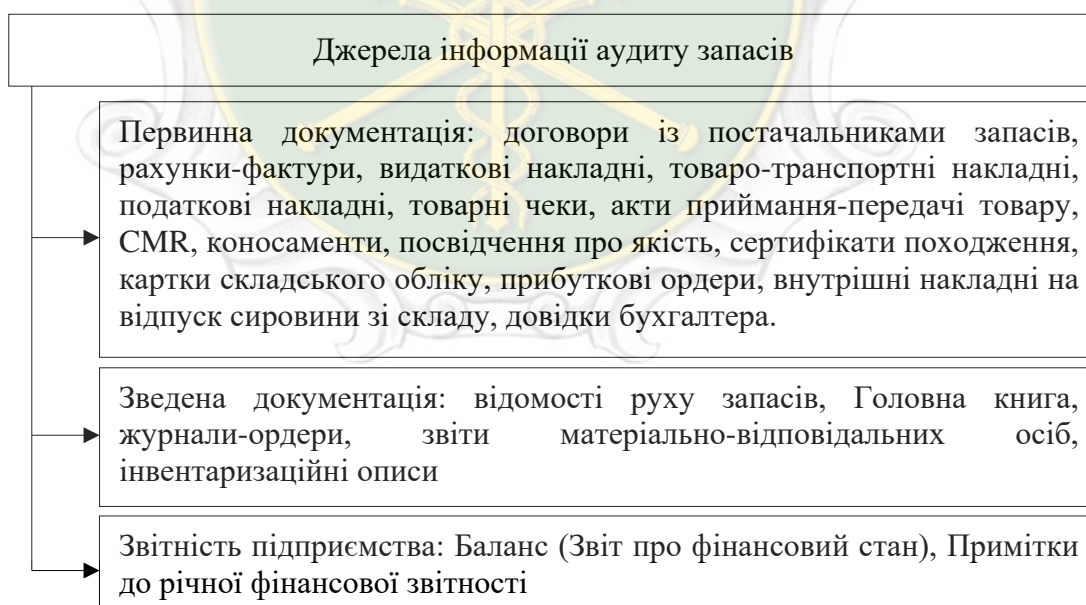 Джерела інформації аудиту запасів
Первинна документація: договори із постачальниками запасів,
рахунки-фактури, видаткові накладні, товаро-транспортні накладні,
податкові накладні, товарні чеки, акти приймання-передачі товару,
CMR, коносаменти, посвідчення про якість, сертифікати походження,
картки складського обліку, прибуткові ордери, внутрішні накладні на
відпуск сировини зі складу, довідки бухгалтера.
Зведена документація: відомості руху запасів, Головна книга,
журнали-ордери, звіти матеріально-відповідальних осіб,
інвентаризаційні описи
Звітність підприємства: Баланс (Звіт про фінансовий стан), Примітки
до річної фінансової звітності